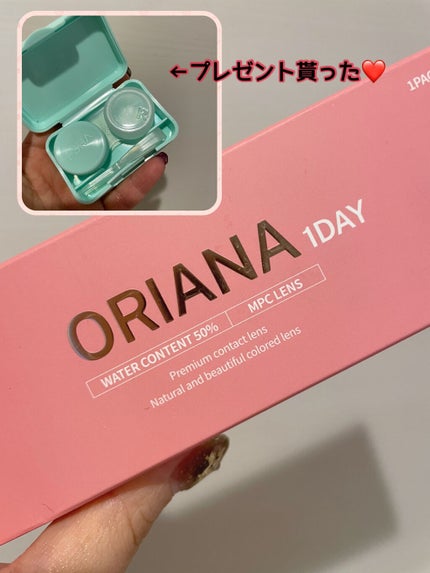 ←プレゼント貰った❤️
ORIANA 1DAY
WATER CONTENT 50% MPC LENS
Premium contact lens
Natural and beautiful colored lens